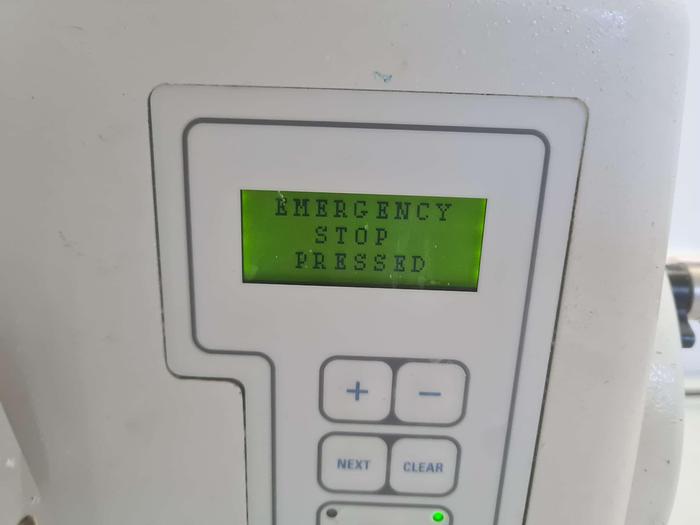 EMERGENCY
STOP
PRESSED
+ −
NEXT CLEAR